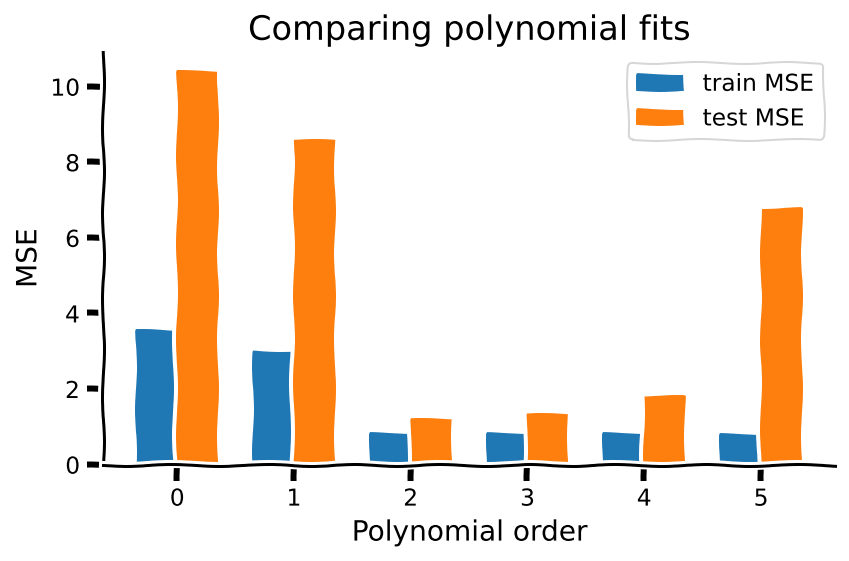 Comparing polynomial fits
train MSE
test MSE
MSE
10
8
6
4
2
0
0 1 2 3 4 5
Polynomial order